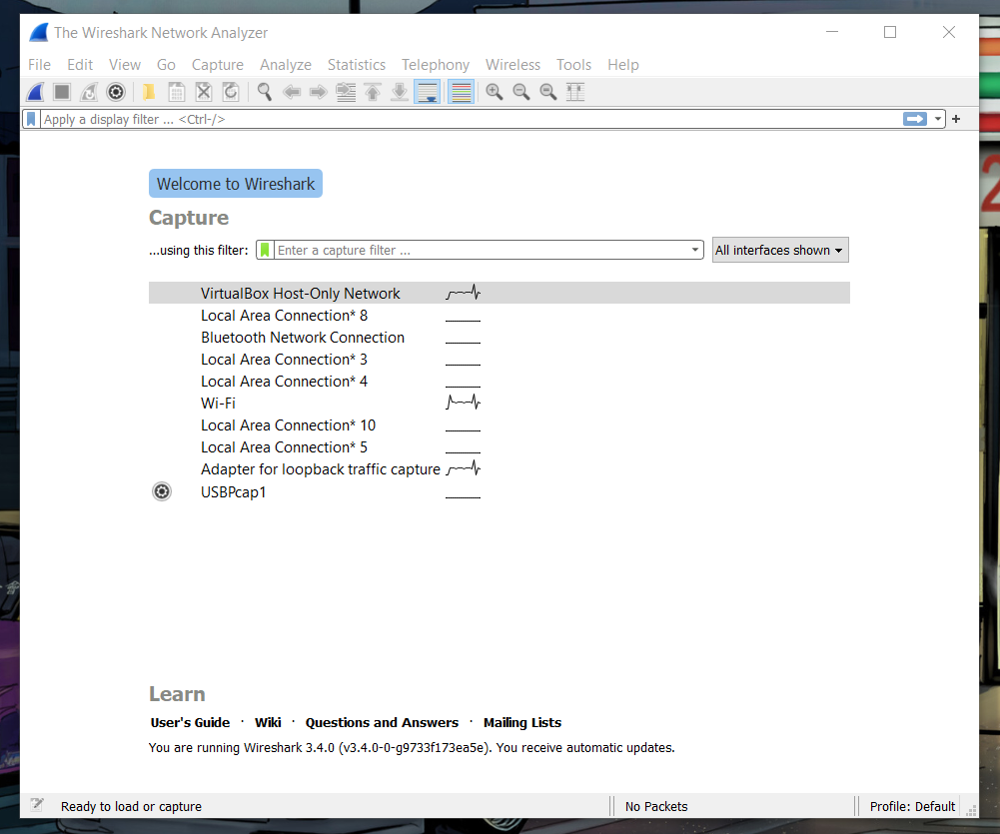 The Wireshark Network Analyzer
File Edit View Go Capture Analyze Statistics Telephony Wireless Tools Help
Apply a display filter ... <Ctrl-/>
+
Welcome to Wireshark
Capture
...using this filter: Enter a capture filter ... All interfaces shown
VirtualBox Host-Only Network
Local Area Connection* 8
Bluetooth Network Connection
Local Area Connection* 3
Local Area Connection* 4
Wi-Fi
Local Area Connection* 10
Local Area Connection* 5
Adapter for loopback traffic capture
USBPcap1
2
Learn
User's Guide · Wiki · Questions and Answers · Mailing Lists
You are running Wireshark 3.4.0 (v3.4.0-0-g9733f173ea5e). You receive automatic updates.
Ready to load or capture No Packets Profile: Default